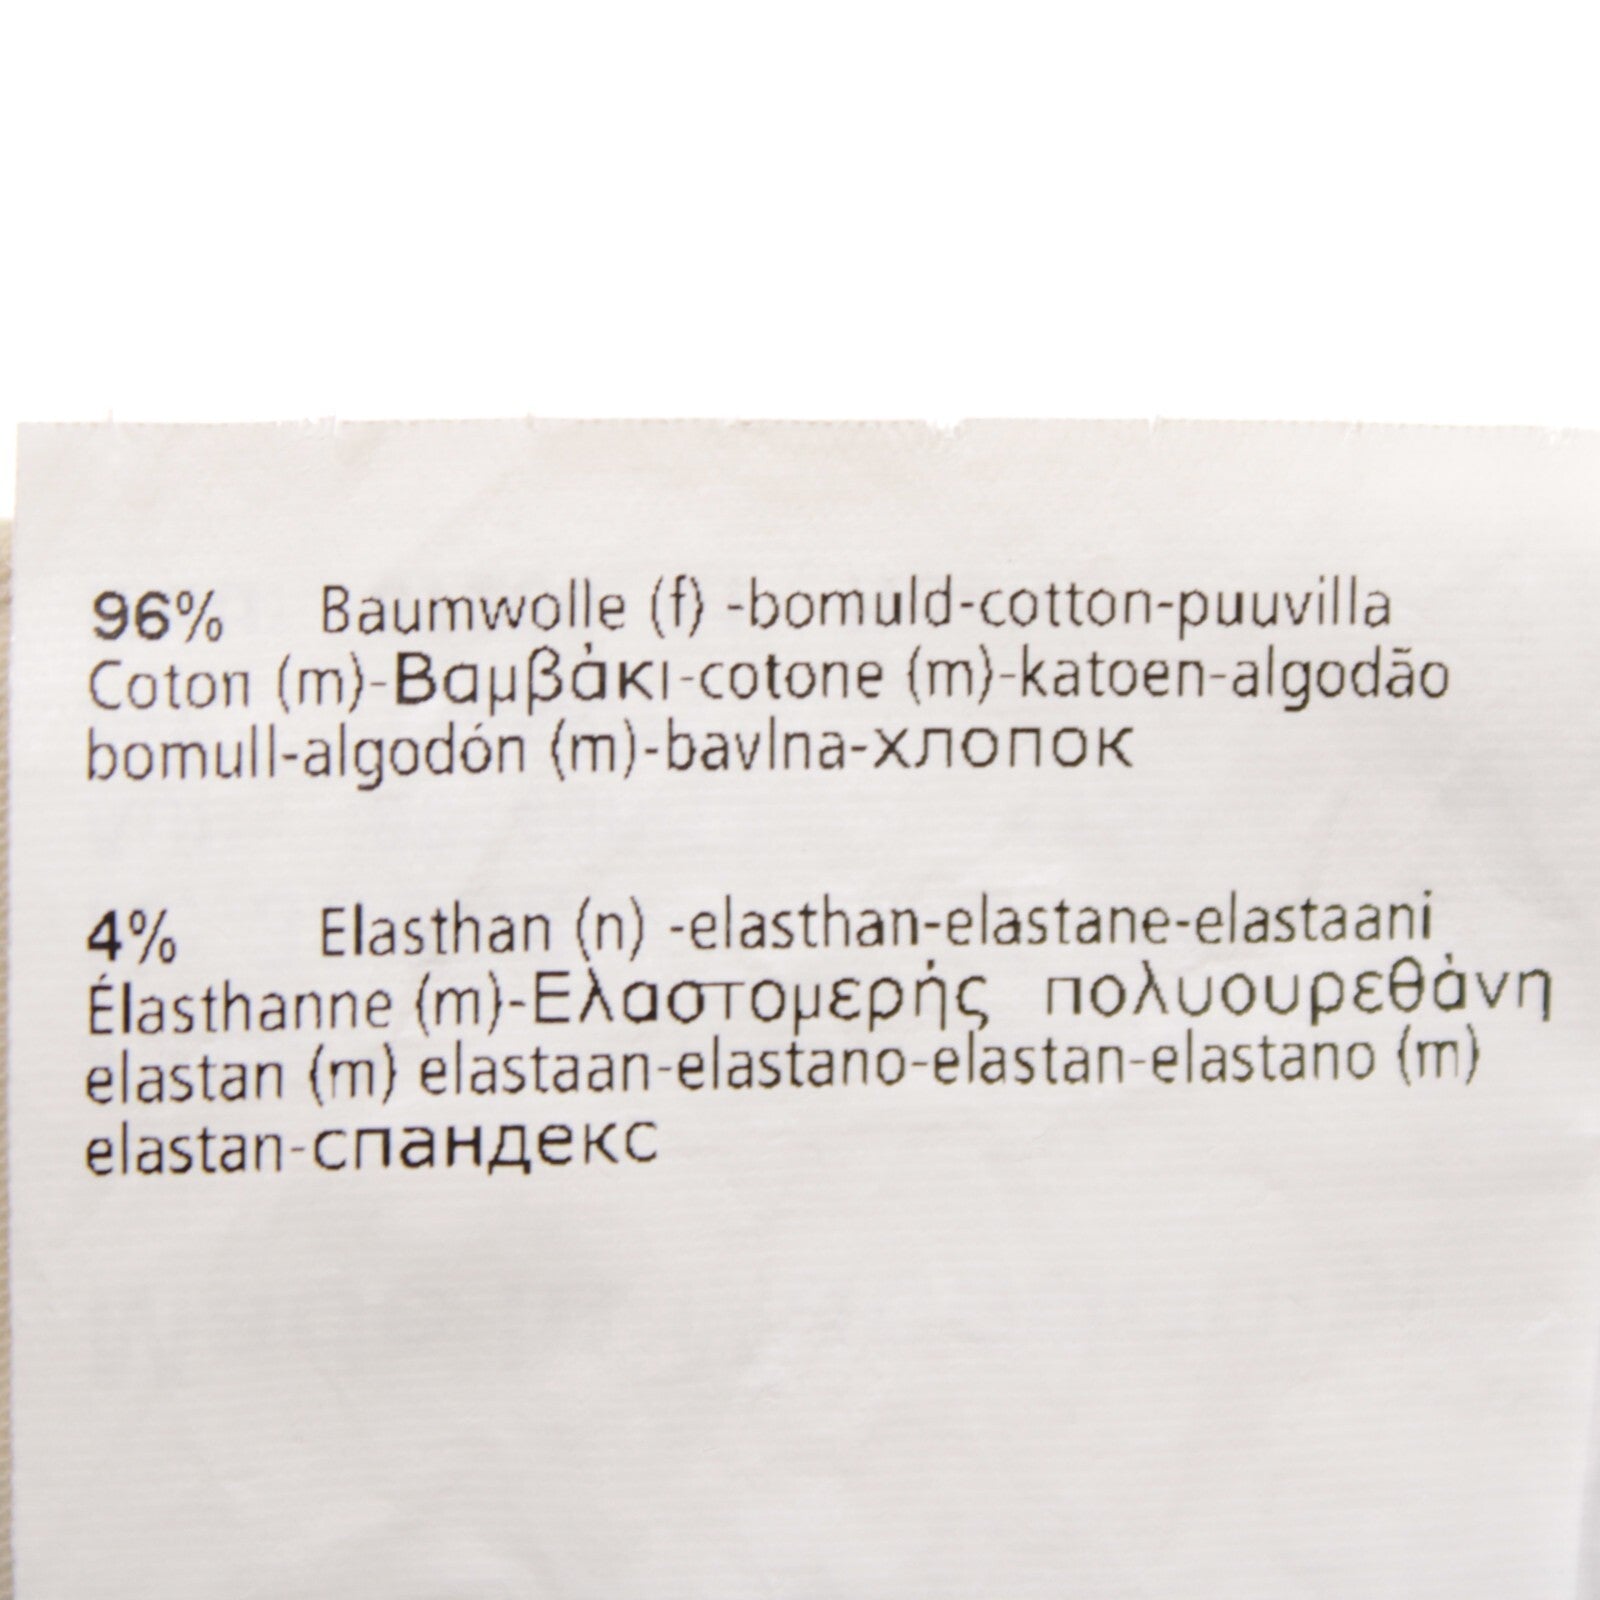 96% Baumwolle (f) -bomuld-cotton-puuvilla
Coton (m)-Βαμβάκι-cotone (m)-katoen-algodão
bomull-algodón (m)-bavlna-хлопок
4% Elasthan (n) -elasthan-elastane-elastaani
Élasthanne (m)-Ελαστομερής πολυουρεθάνη
elastan (m) elastaan-elastano-elastan-elastano (m)
elastan-спандекс